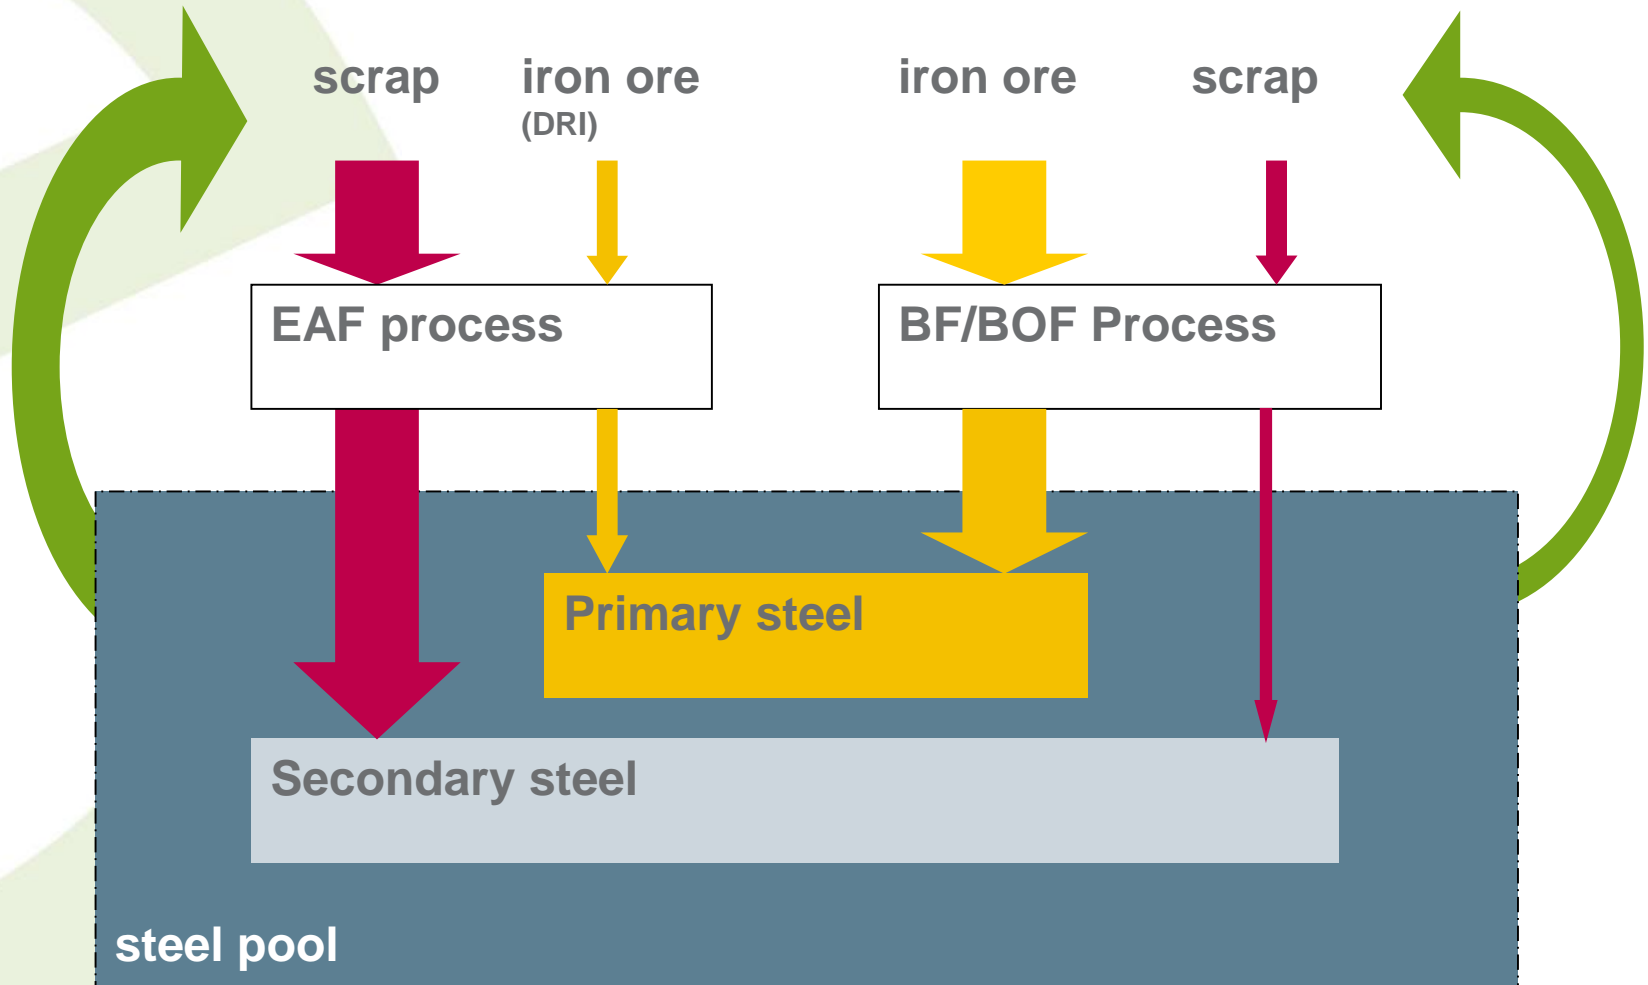 scrap
iron ore
(DRI)
iron ore
scrap
EAF process
BF/BOF Process
Primary steel
Secondary steel
steel pool